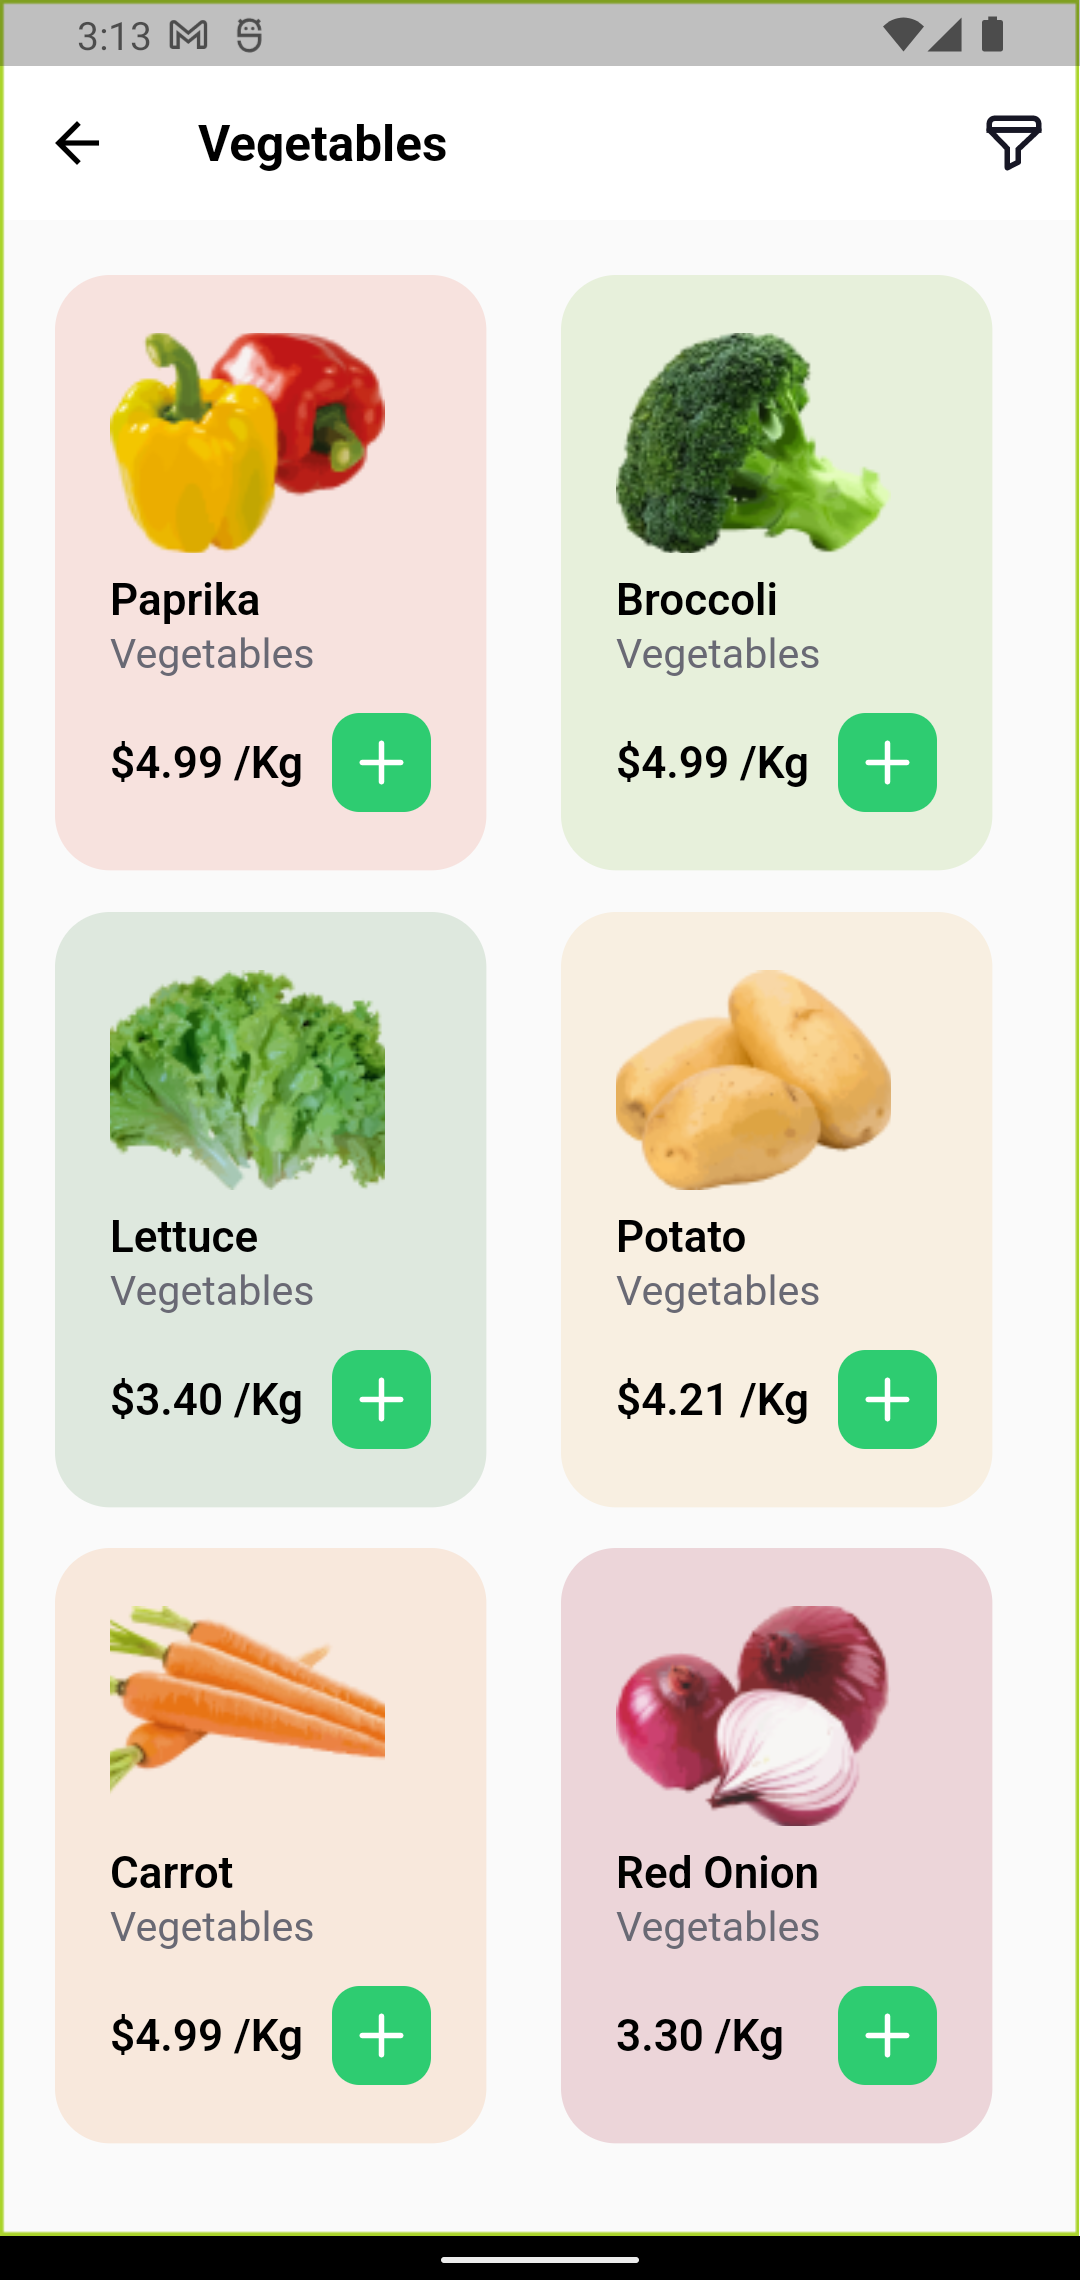 3:13
Vegetables
Paprika
Vegetables
$4.99 /Kg
Broccoli
Vegetables
$4.99 /Kg
Lettuce
Vegetables
$3.40 /Kg
Potato
Vegetables
$4.21 /Kg
Carrot
Vegetables
$4.99 /Kg
Red Onion
Vegetables
3.30 /Kg